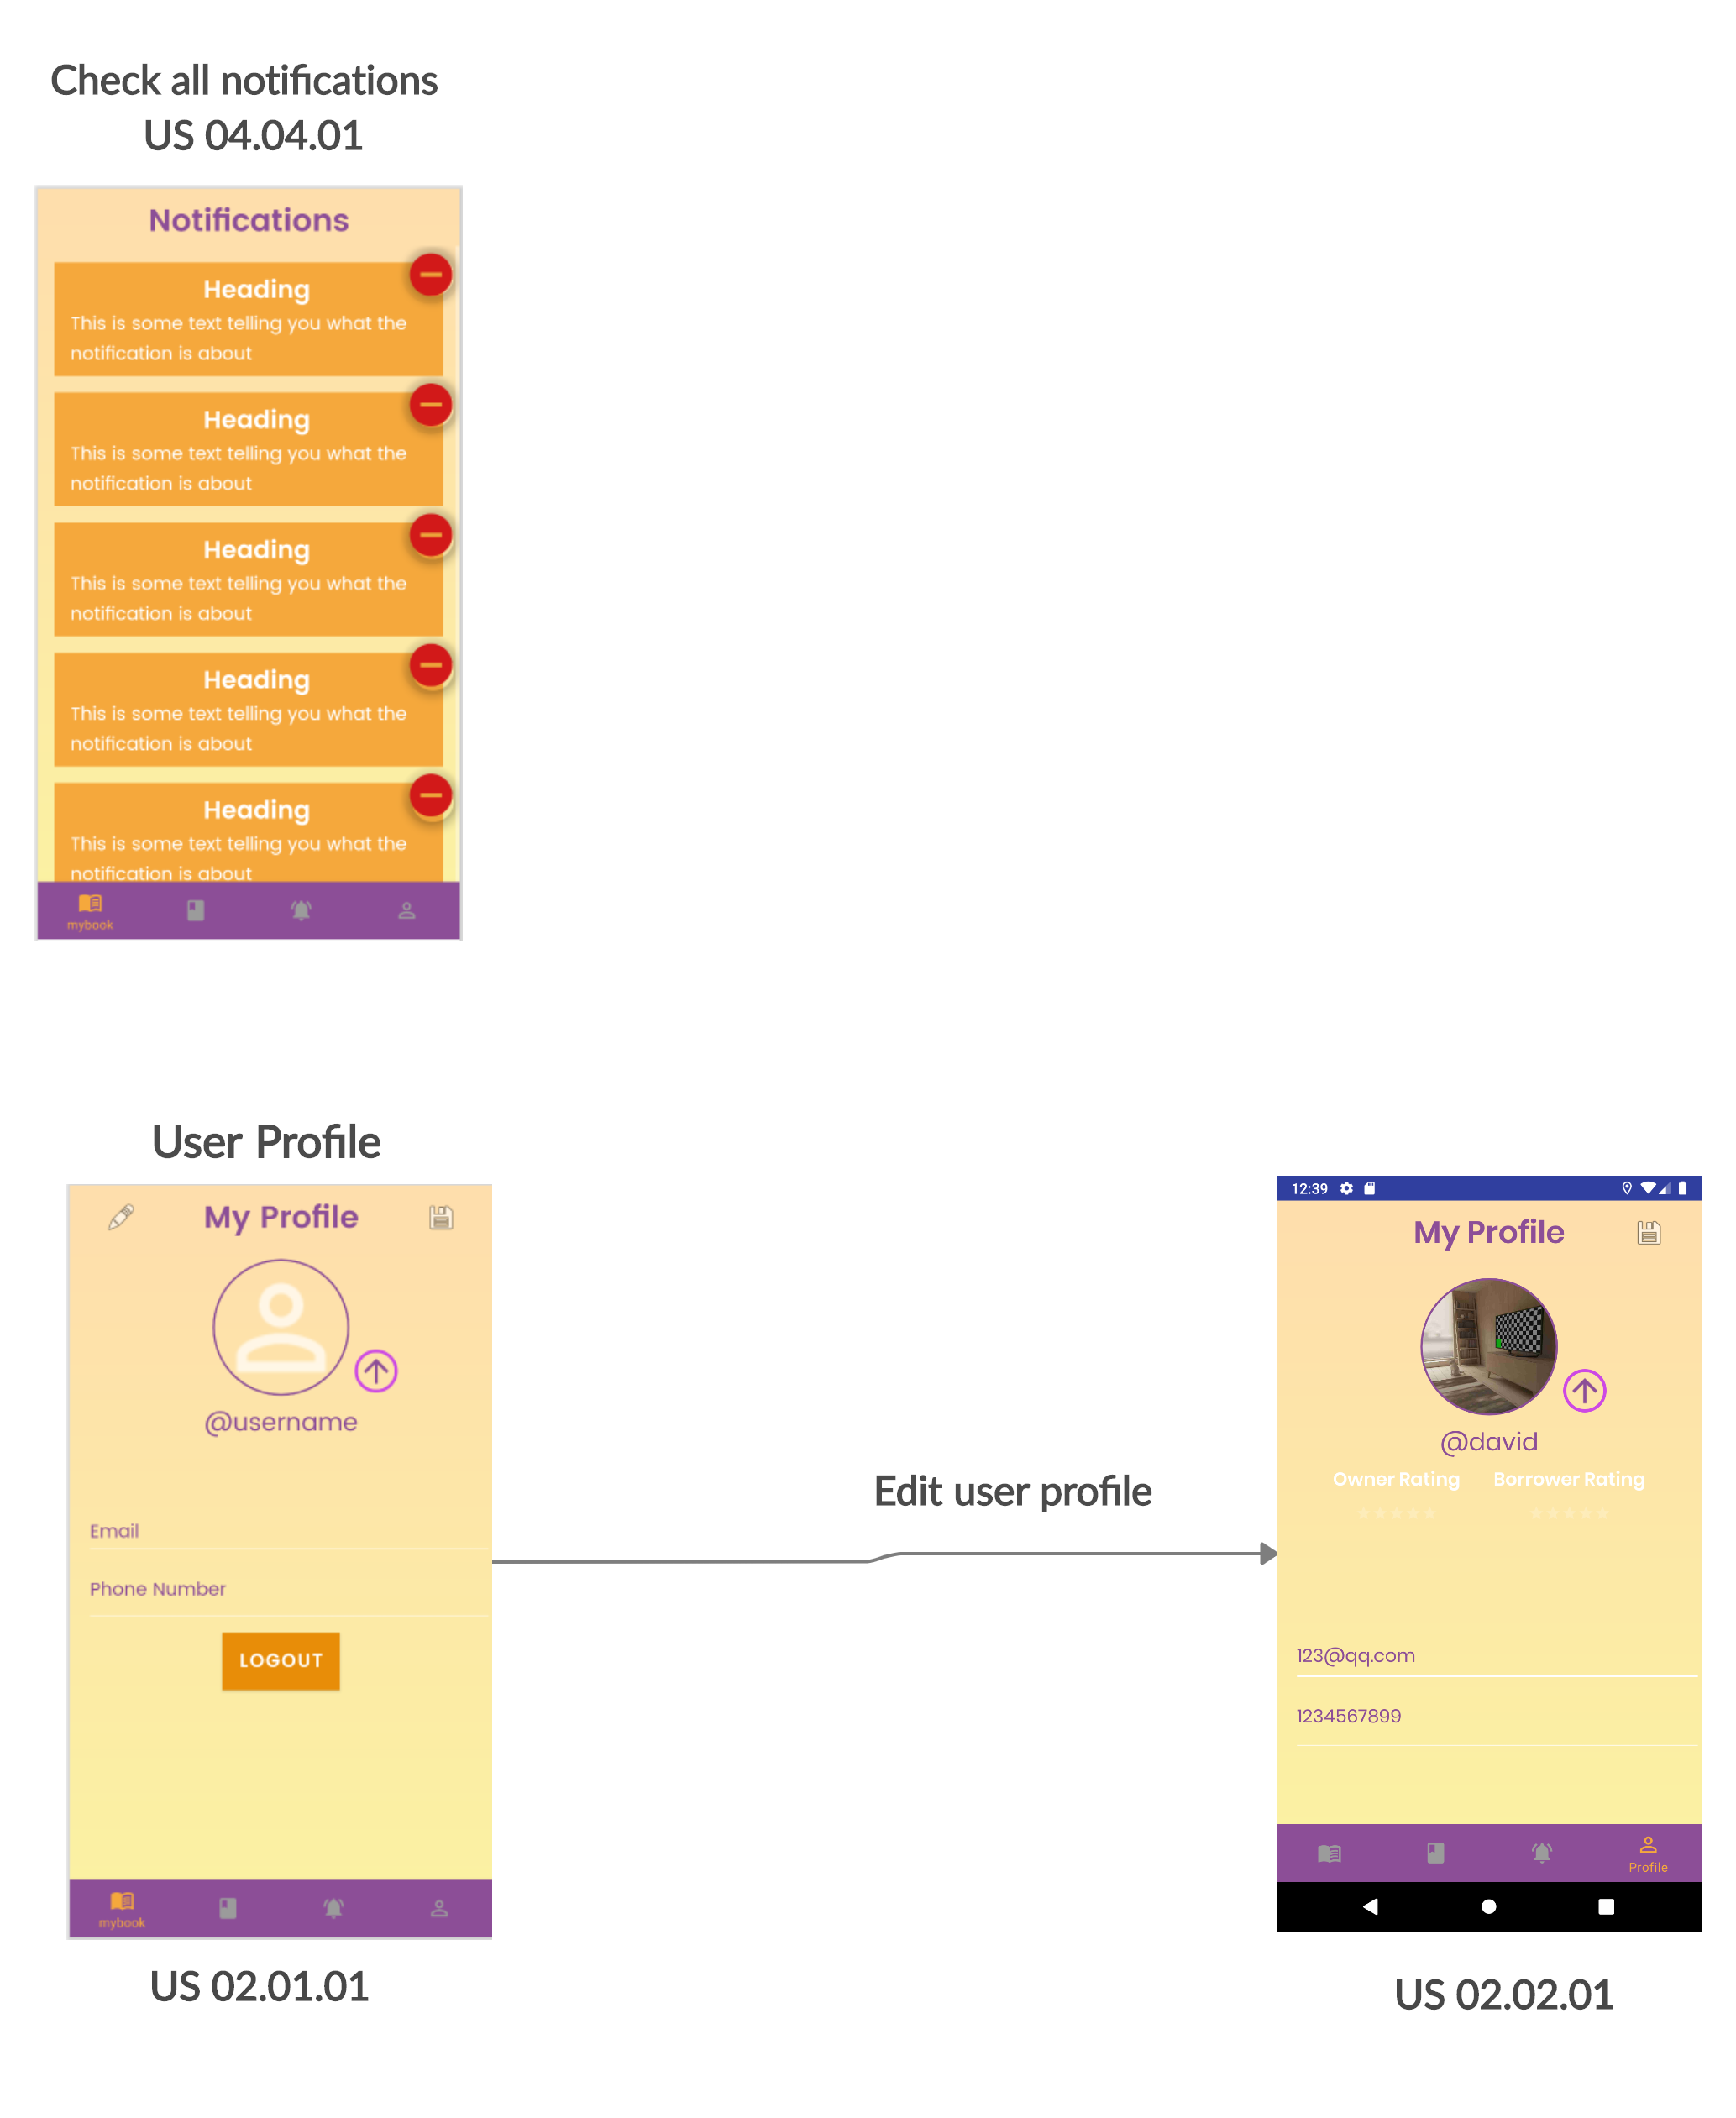 Check all notifications
US 04.04.01
Notifications
Heading
This is some text telling you what the
notification is about
Heading
This is some text telling you what the
notification is about
Heading
This is some text telling you what the
notification is about
Heading
This is some text telling you what the
notification is about
Heading
This is some text telling you what the
notification is about
mybook
User Profile
My Profile
@username
Email
Phone Number
LOGOUT
mybook
US 02.01.01
Edit user profile
12:39
My Profile
@david
Owner Rating Borrower Rating
123@qq.com
1234567899
Profile
US 02.02.01